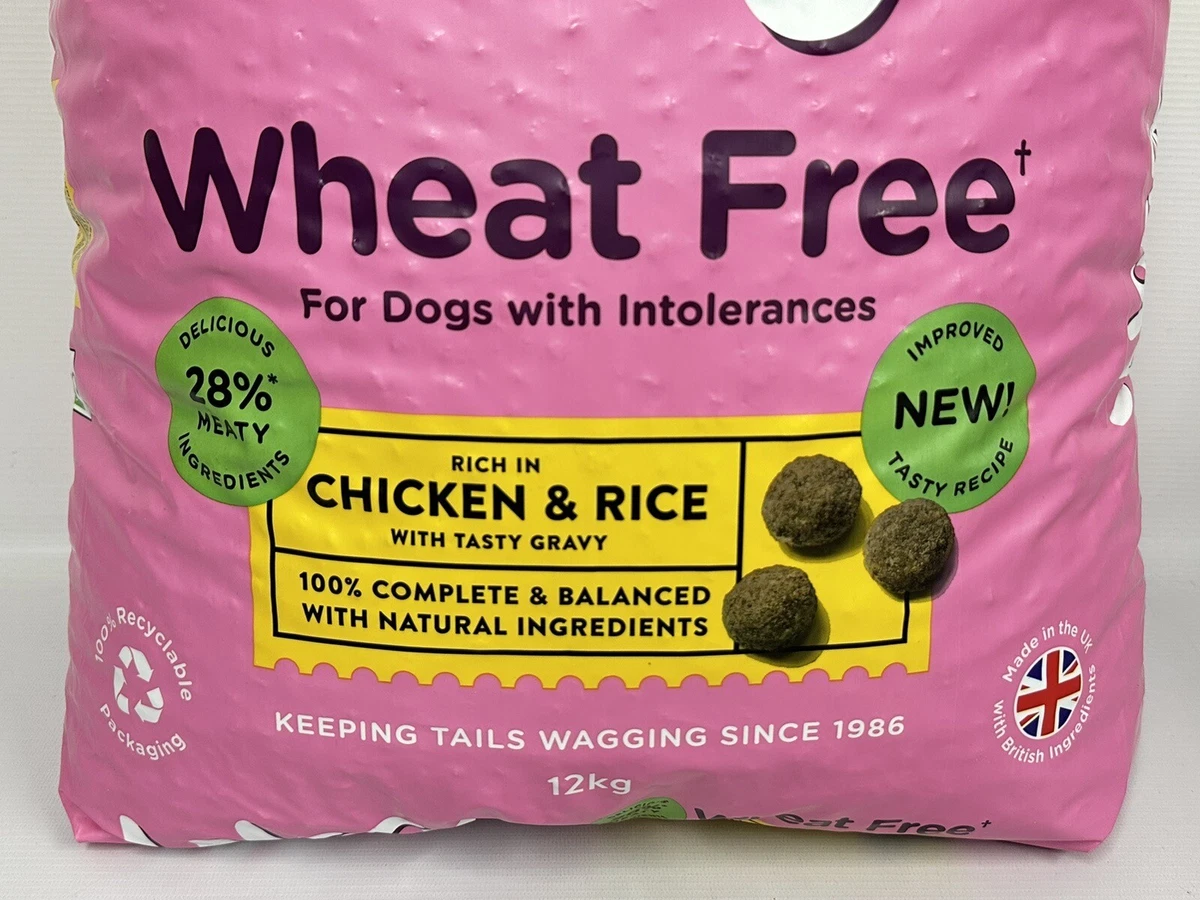 Wheat Free†
For Dogs with Intolerances
DELICIOUS
28%*
MEATY
INGREDIENTS
IMPROVED
NEW!
TASTY RECIPE
RICH IN
CHICKEN & RICE
WITH TASTY GRAVY
100% COMPLETE & BALANCED
WITH NATURAL INGREDIENTS
100% Recyclable
Packaging
Made in the UK
with British Ingredients
KEEPING TAILS WAGGING SINCE 1986
12kg
Wheat Free†